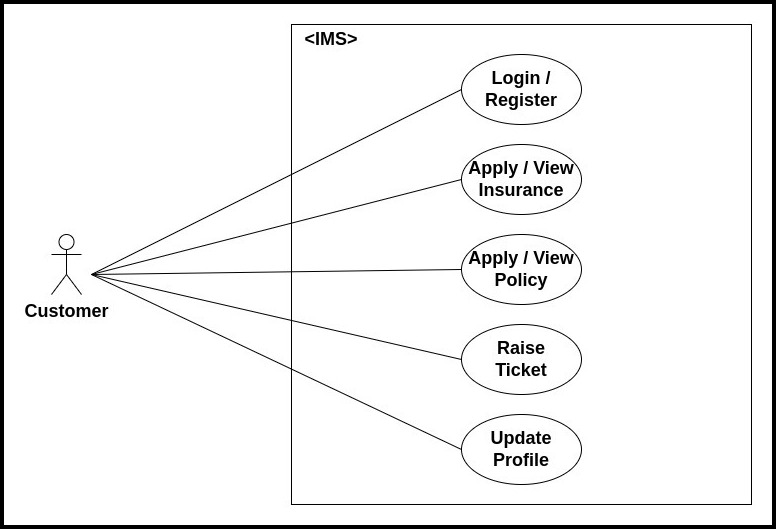 <IMS>
Login /
Register
Apply / View
Insurance
Apply / View
Policy
Raise
Ticket
Update
Profile
Customer